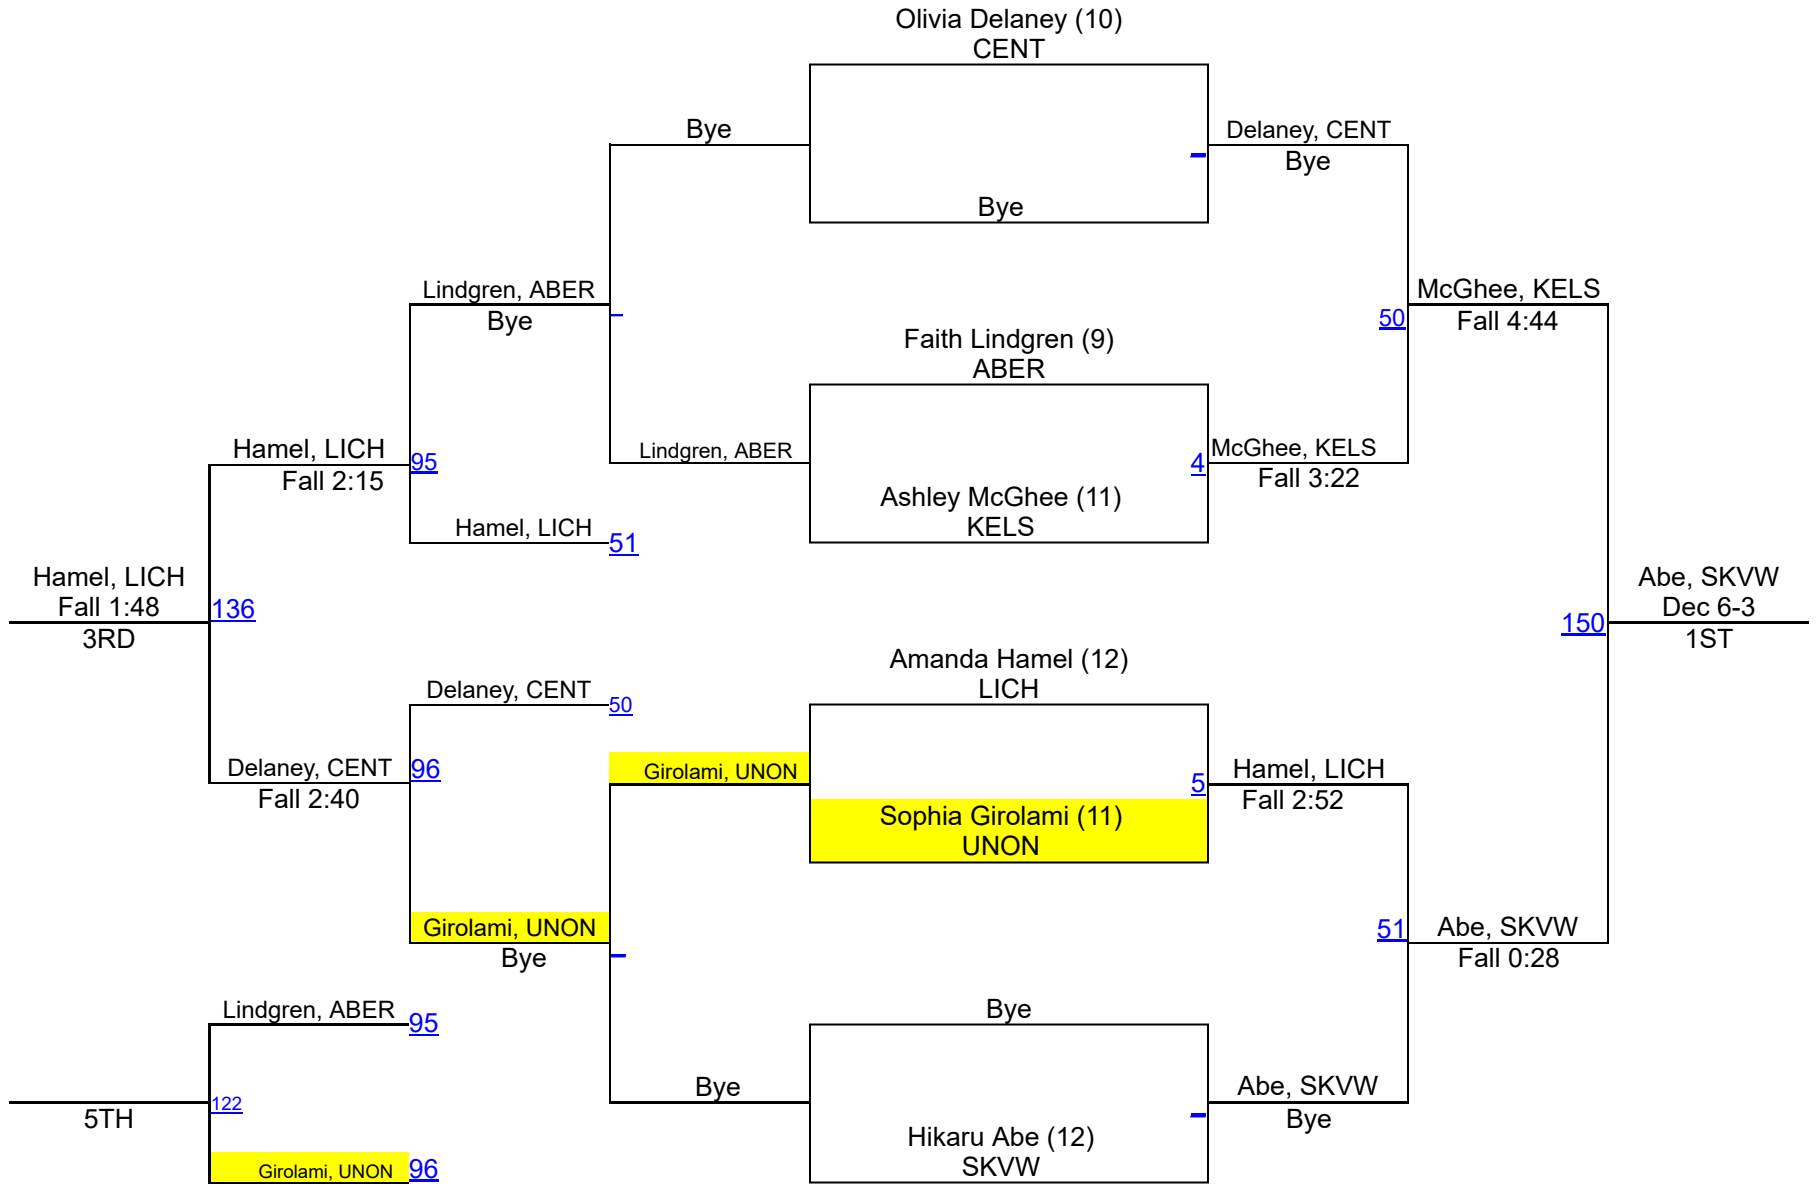 Olivia Delaney (10)
CENT
Bye
Delaney, CENT
Bye
Bye
Lindgren, ABER
Bye
McGhee, KELS
Fall 4:44
50
Faith Lindgren (9)
ABER
Hamel, LICH
Fall 2:15
95
Lindgren, ABER
4
McGhee, KELS
Fall 3:22
Ashley McGhee (11)
KELS
Hamel, LICH
51
Hamel, LICH
Fall 1:48
3RD
136
150
Abe, SKVW
Dec 6-3
1ST
Amanda Hamel (12)
LICH
Delaney, CENT
50
Delaney, CENT
Fall 2:40
96
Girolami, UNON
5
Hamel, LICH
Fall 2:52
Sophia Girolami (11)
UNON
Girolami, UNON
Bye
51
Abe, SKVW
Fall 0:28
Lindgren, ABER
95
Bye
5TH
122
Bye
Abe, SKVW
Bye
Hikaru Abe (12)
SKVW
Girolami, UNON
96